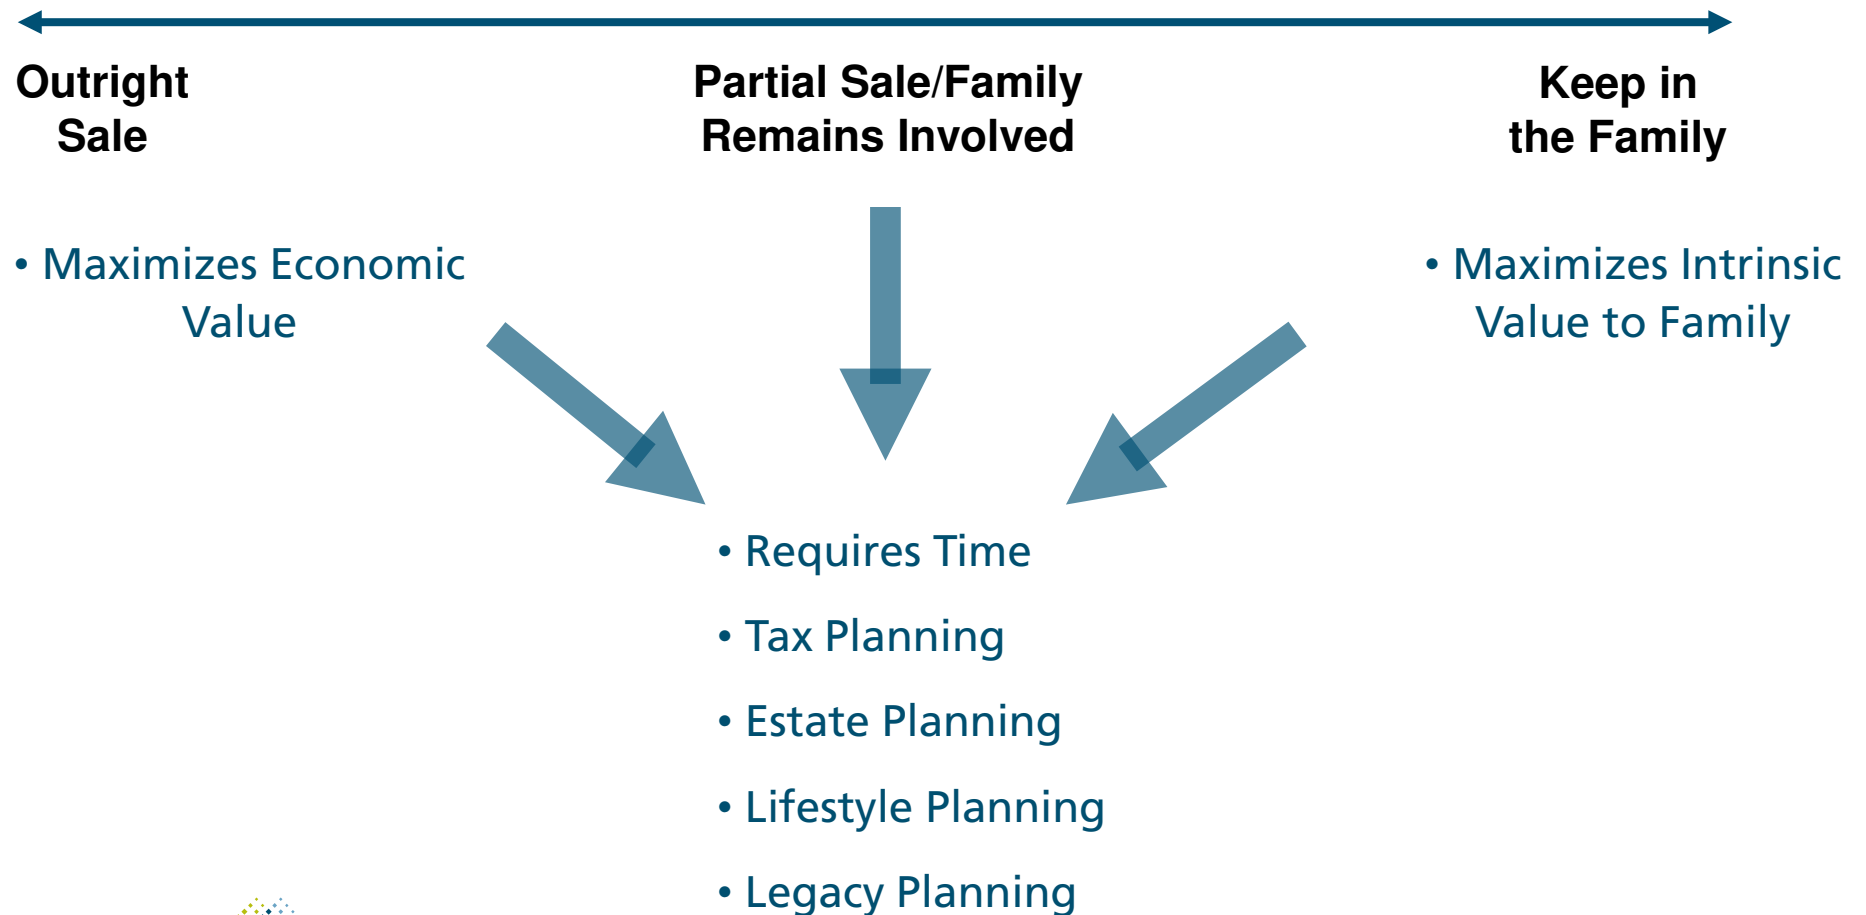 Outright
Sale
Partial Sale/Family
Remains Involved
Keep in
the Family
• Maximizes Economic
Value
• Maximizes Intrinsic
Value to Family
• Requires Time
• Tax Planning
• Estate Planning
• Lifestyle Planning
• Legacy Planning